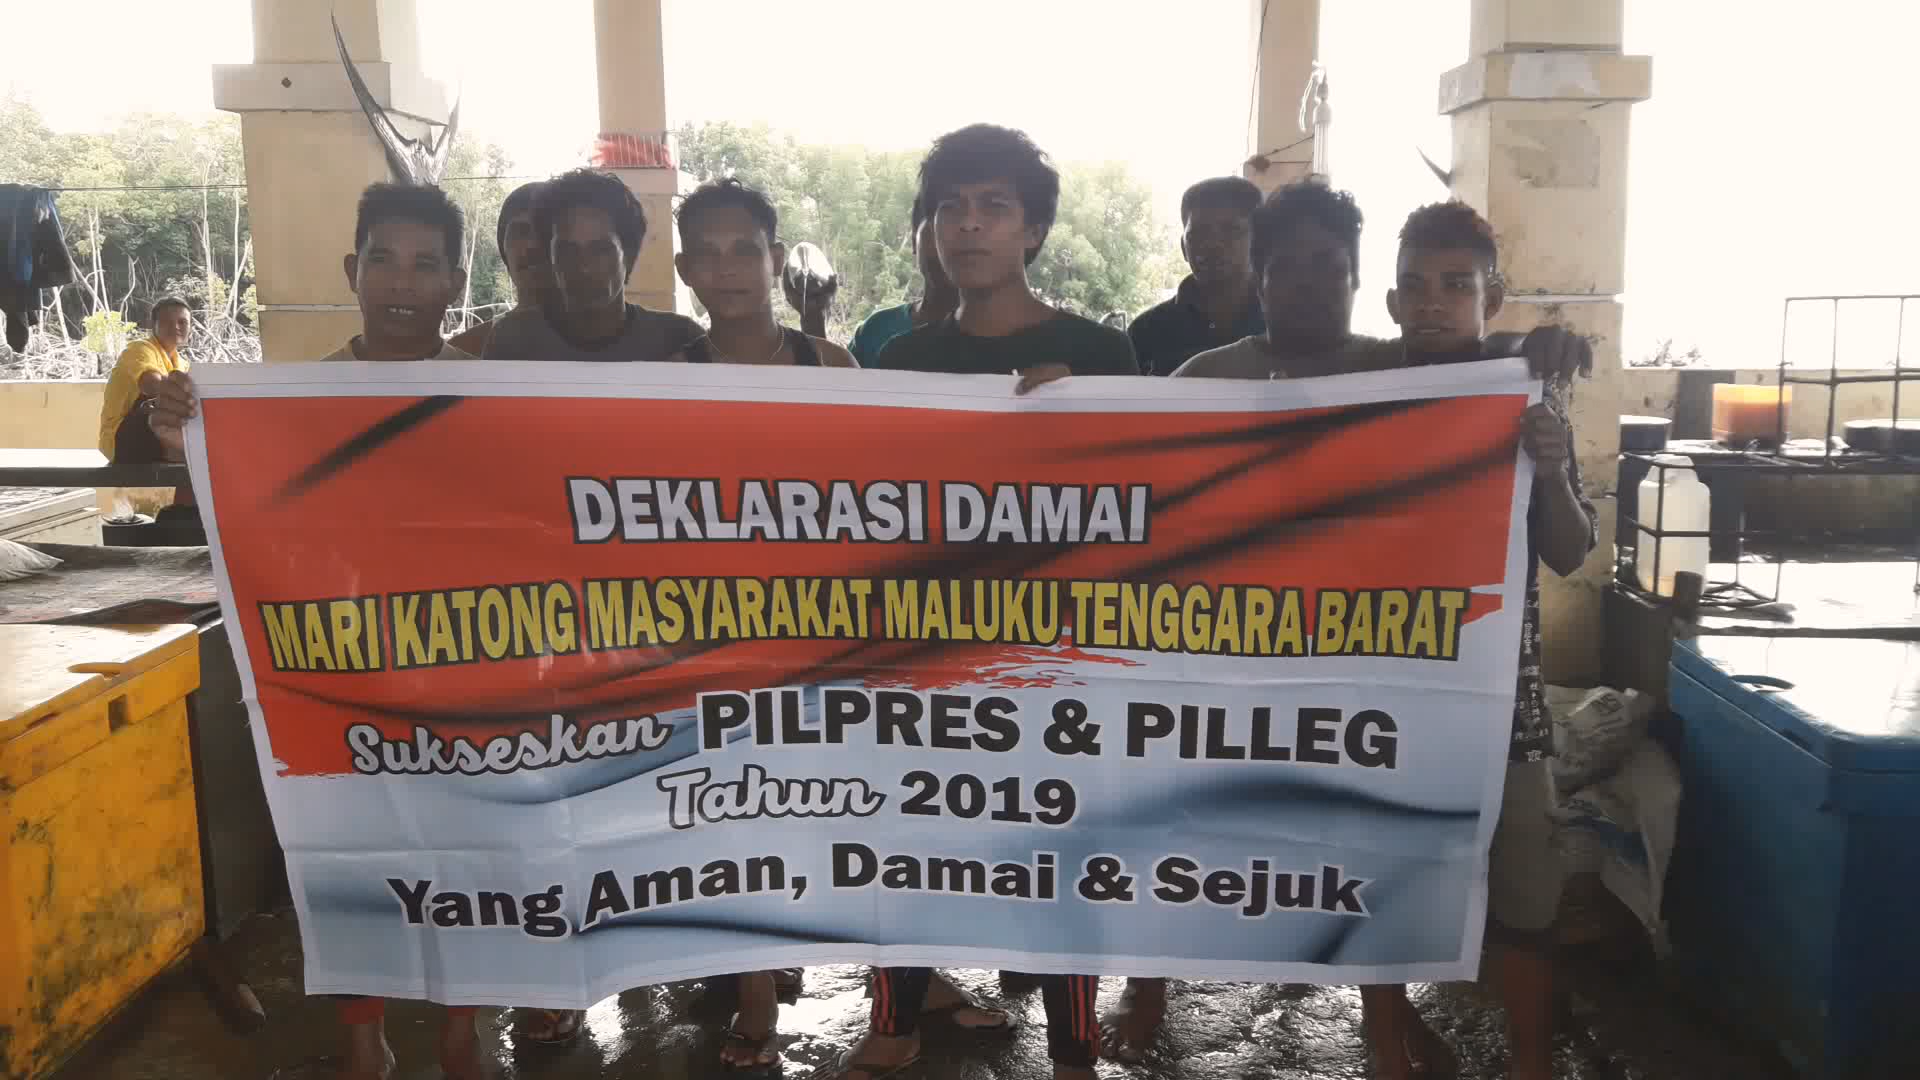 DEKLARASI DAMAI
MARI KATONG MASYARAKAT MALUKU TENGGARA BARAT
Sukseskan PILPRES & PILLEG
Tahun 2019
Yang Aman, Damai & Sejuk